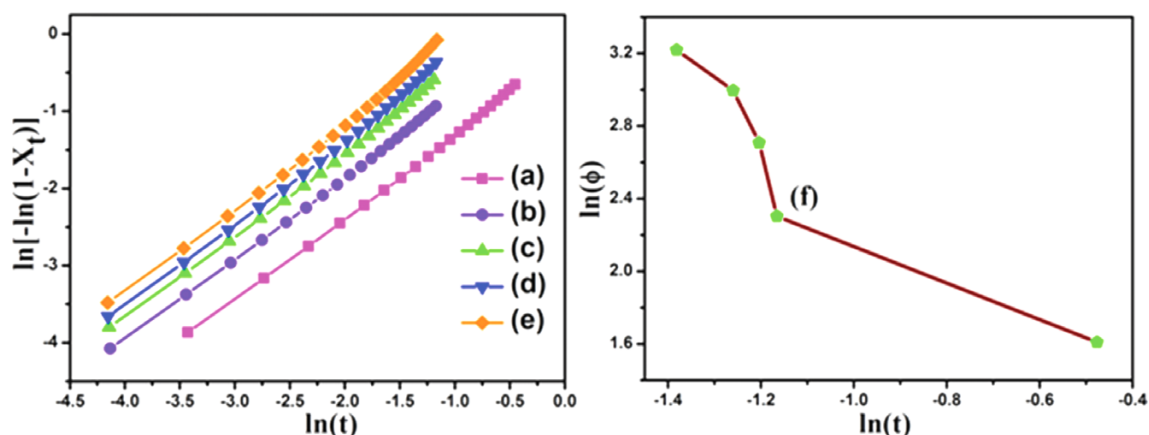 0
-1
-2
-3
-4
ln[-ln(1-Xt)]
-4.5 -4.0 -3.5 -3.0 -2.5 -2.0 -1.5 -1.0 -0.5 0.0
ln(t)
(a)
(b)
(c)
(d)
(e)
3.2
2.8
2.4
2.0
1.6
ln(ϕ)
(f)
-1.4 -1.2 -1.0 -0.8 -0.6 -0.4
ln(t)